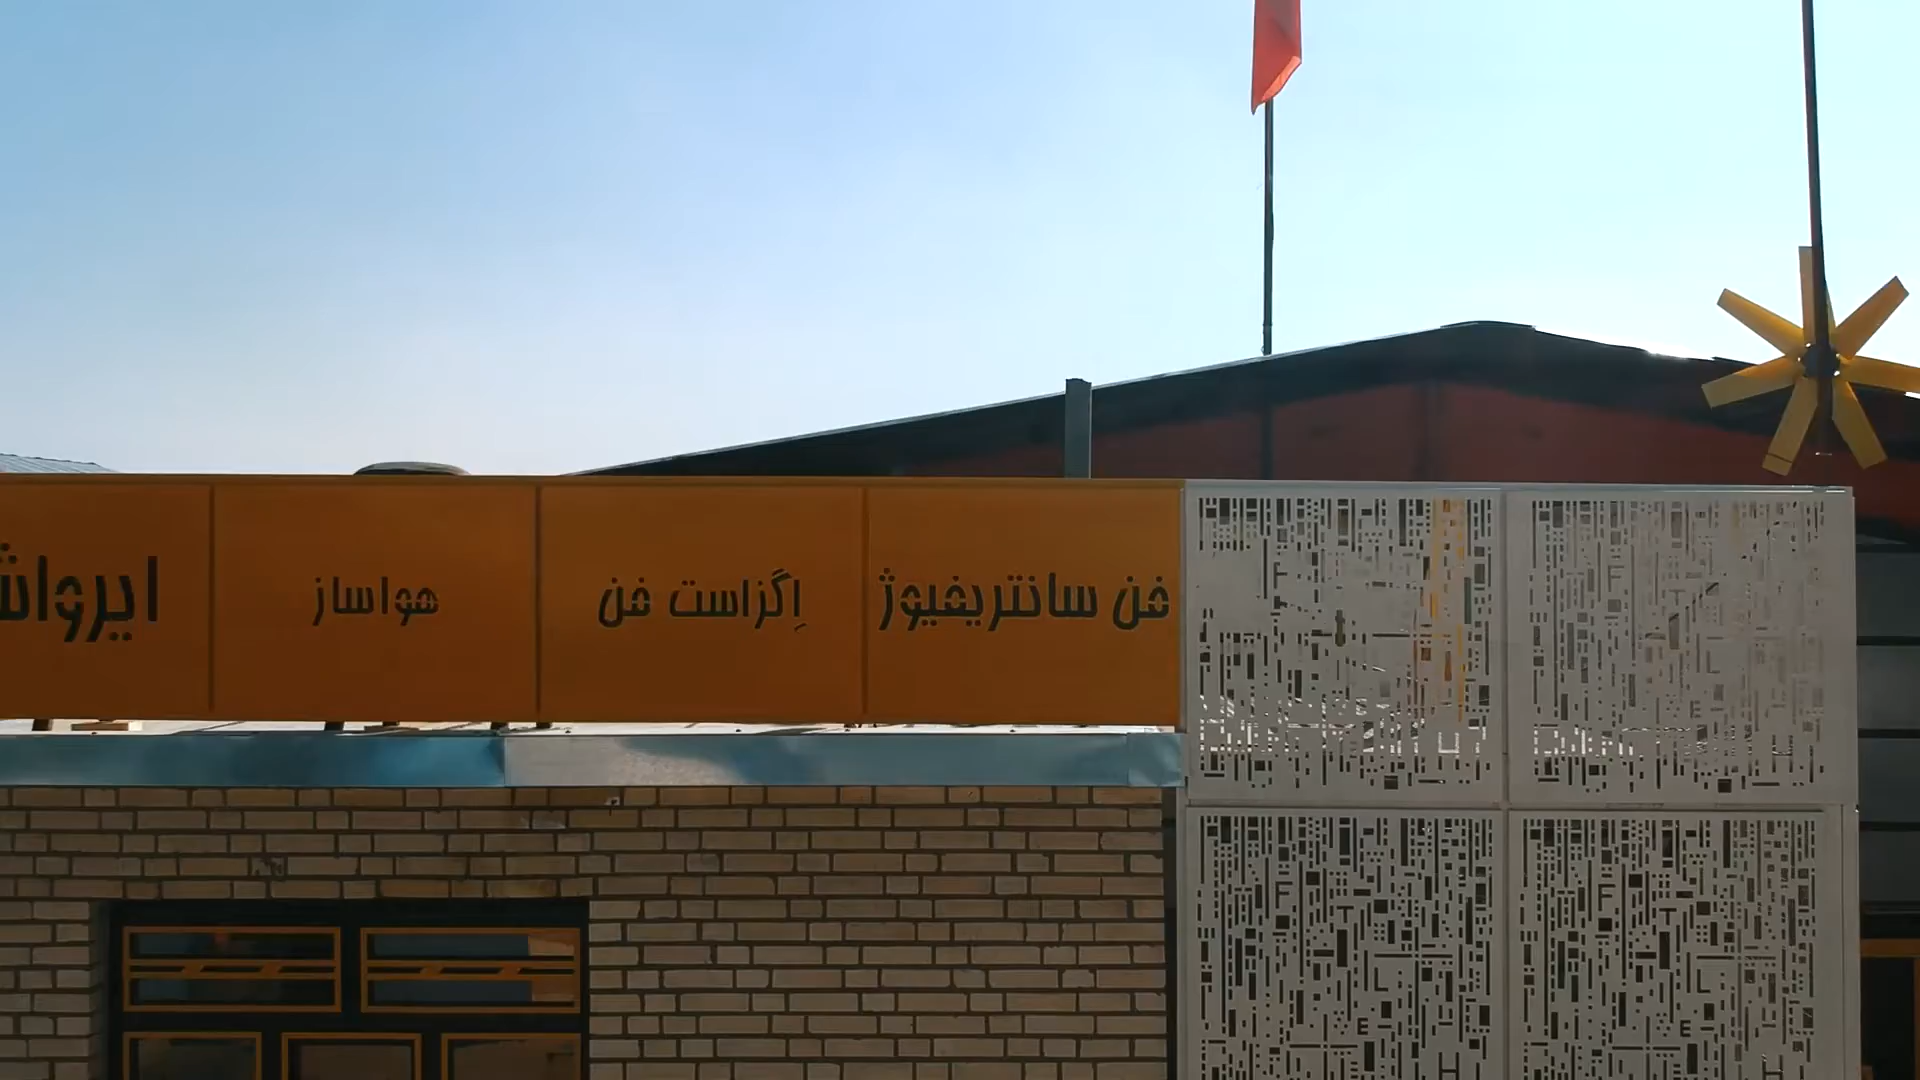 فن سانتریفیوژ
اِگزاست فن
هواساز